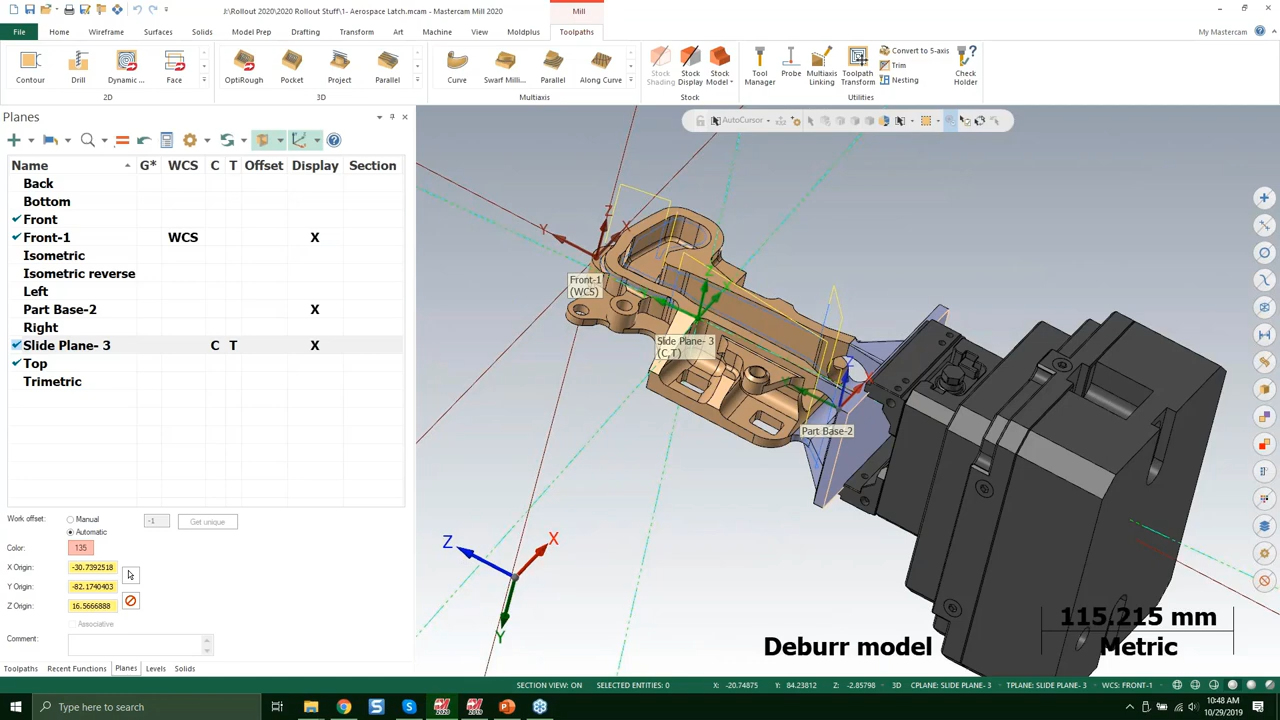 J:\Rollout 2020\2020 Rollout Stuff\1- Aerospace Latch.mcam - Mastercam Mill 2020
Mill
File Home Wireframe Surfaces Solids Model Prep Drafting Transform Art Machine View Moldplus Toolpaths
My Mastercam
Contour Drill Dynamic ... Face
2D
OptiRough Pocket Project Parallel
3D
Curve Swarf Milli... Parallel Along Curve
Multiaxis
Stock Shading Stock Display Stock Model
Stock
Tool Manager Probe Multiaxis Linking Toolpath Transform
Convert to 5-axis
Trim
Nesting
Check Holder
Utilities
Planes
AutoCursor
Name G* WCS C T Offset Display Section
Back
Bottom
Front
Front-1 WCS X
Isometric
Isometric reverse
Left
Part Base-2 X
Right
Slide Plane- 3 C T X
Top
Trimetric
Work offset: Manual -1 Get unique
Automatic
Color: 135
X Origin: -30.7392518
Y Origin: -82.1740403
Z Origin: 16.5666888
Associative
Comment:
Toolpaths Recent Functions Planes Levels Solids
Y Z X
Front-1
(WCS)
Slide Plane- 3
(C,T)
Part Base-2
Z X
Y
115.215 mm
Metric
Deburr model
SECTION VIEW: ON SELECTED ENTITIES: 0 X: -20.74875 Y: 84.23812 Z: -2.85798 3D CPLANE: SLIDE PLANE- 3 TPLANE: SLIDE PLANE- 3 WCS: FRONT-1
Type here to search
10:48 AM
10/29/2019